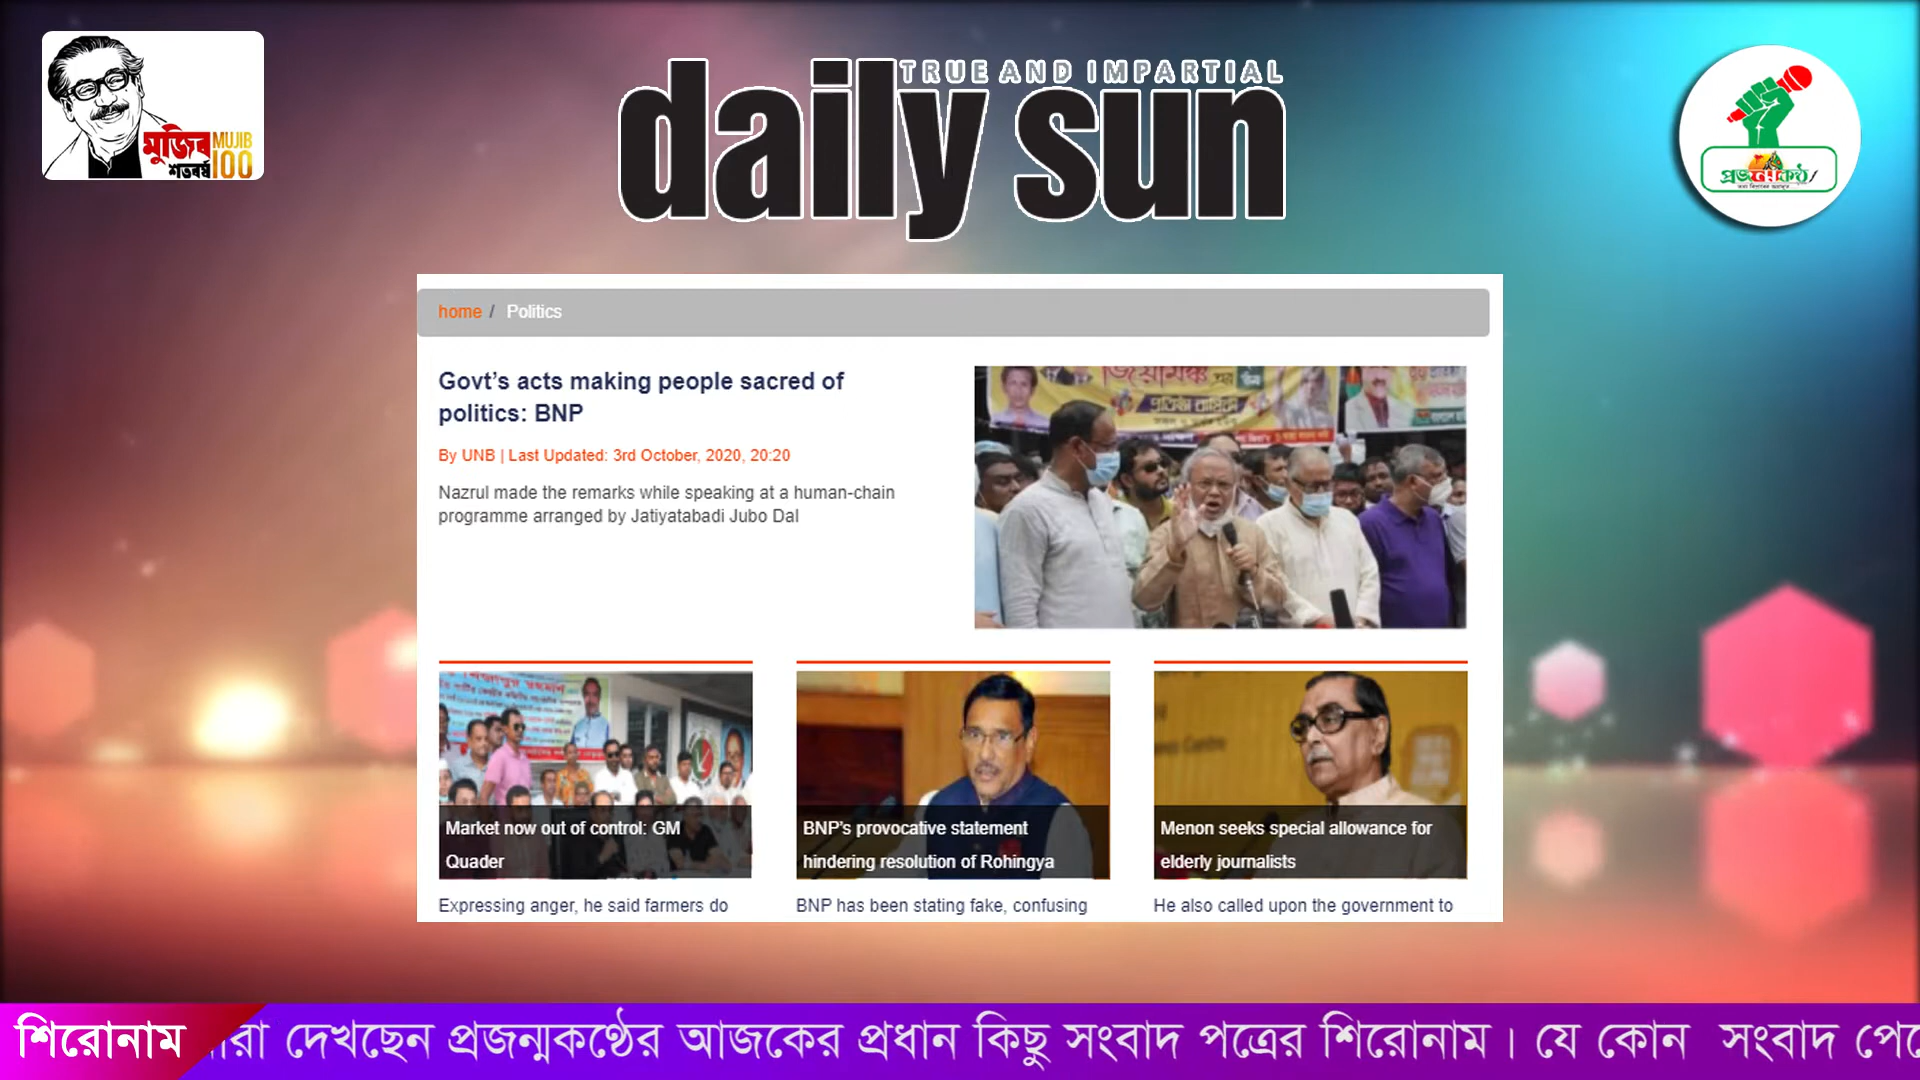 TRUE AND IMPARTIAL
daily sun
মুজিব
শতবর্ষ
MUJIB
100
প্রজন্মকণ্ঠ
home / Politics
Govt's acts making people sacred of
politics: BNP
By UNB | Last Updated: 3rd October, 2020, 20:20
Nazrul made the remarks while speaking at a human-chain
programme arranged by Jatiyatabadi Jubo Dal
Market now out of control: GM
Quader
Expressing anger, he said farmers do
BNP's provocative statement
hindering resolution of Rohingya
BNP has been stating fake, confusing
Menon seeks special allowance for
elderly journalists
He also called upon the government to
শিরোনাম
রা দেখছেন প্রজন্মকণ্ঠের আজকের প্রধান কিছু সংবাদ পত্রের শিরোনাম। যে কোন সংবাদ পে